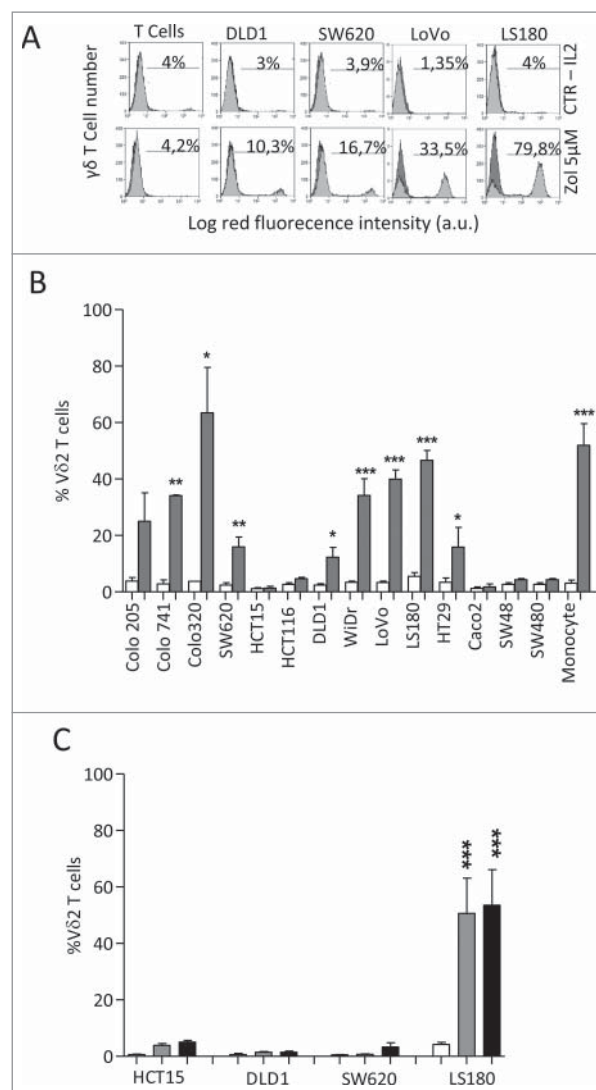 A
T Cells DLD1 SW620 LoVo LS180
4% 3% 3,9% 1,35% 4%
CTR – IL2
4,2% 10,3% 16,7% 33,5% 79,8%
Zol 5μM
γδ T Cell number
Log red fluorecence intensity (a.u.)
B
% Vδ2 T cells
100
80
60
40
20
0
* ** * ** * *** *** *** * ***
Colo 205
Colo 741
Colo320
SW620
HCT15
HCT116
DLD1
WiDr
LoVo
LS180
HT29
Caco2
SW48
SW480
Monocyte
C
%Vδ2 T cells
100
80
60
40
20
0
*** ***
HCT15 DLD1 SW620 LS180